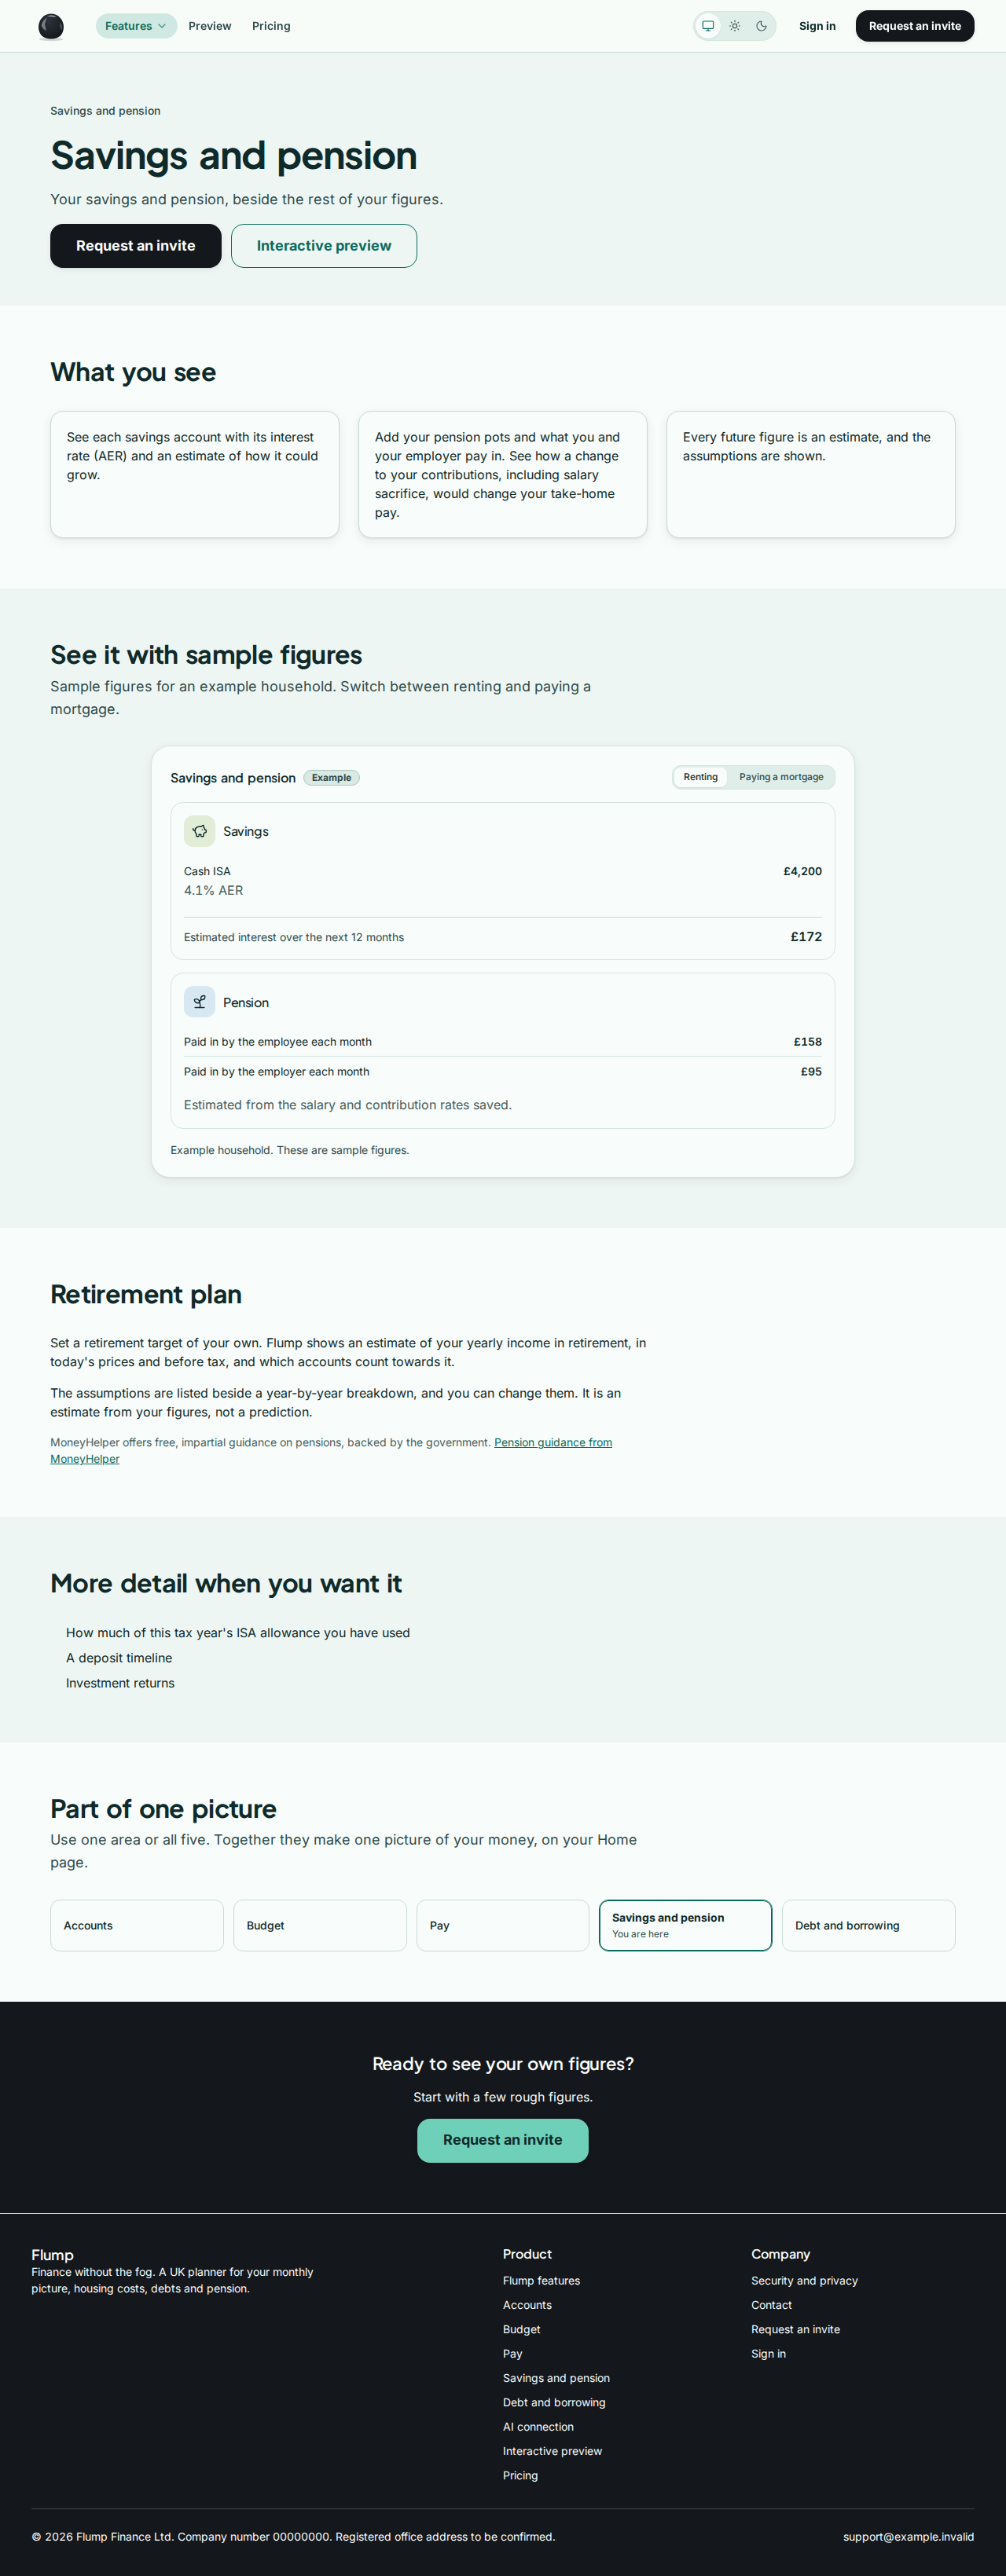 Features
Preview
Pricing
Sign in
Request an invite
Savings and pension
Savings and pension
Your savings and pension, beside the rest of your figures.
Request an invite
Interactive preview
What you see
See each savings account with its interest
rate (AER) and an estimate of how it could
grow.
Add your pension pots and what you and
your employer pay in. See how a change
to your contributions, including salary
sacrifice, would change your take-home
pay.
Every future figure is an estimate, and the
assumptions are shown.
See it with sample figures
Sample figures for an example household. Switch between renting and paying a
mortgage.
Savings and pension
Example
Renting
Paying a mortgage
Savings
Cash ISA
£4,200
4.1% AER
Estimated interest over the next 12 months
£172
Pension
Paid in by the employee each month
£158
Paid in by the employer each month
£95
Estimated from the salary and contribution rates saved.
Example household. These are sample figures.
Retirement plan
Set a retirement target of your own. Flump shows an estimate of your yearly income in retirement, in
today's prices and before tax, and which accounts count towards it.
The assumptions are listed beside a year-by-year breakdown, and you can change them. It is an
estimate from your figures, not a prediction.
MoneyHelper offers free, impartial guidance on pensions, backed by the government. Pension guidance from
MoneyHelper
More detail when you want it
How much of this tax year's ISA allowance you have used
A deposit timeline
Investment returns
Part of one picture
Use one area or all five. Together they make one picture of your money, on your Home
page.
Accounts
Budget
Pay
Savings and pension
You are here
Debt and borrowing
Ready to see your own figures?
Start with a few rough figures.
Request an invite
Flump
Finance without the fog. A UK planner for your monthly
picture, housing costs, debts and pension.
Product
Flump features
Accounts
Budget
Pay
Savings and pension
Debt and borrowing
AI connection
Interactive preview
Pricing
Company
Security and privacy
Contact
Request an invite
Sign in
© 2026 Flump Finance Ltd. Company number 00000000. Registered office address to be confirmed.
support@example.invalid